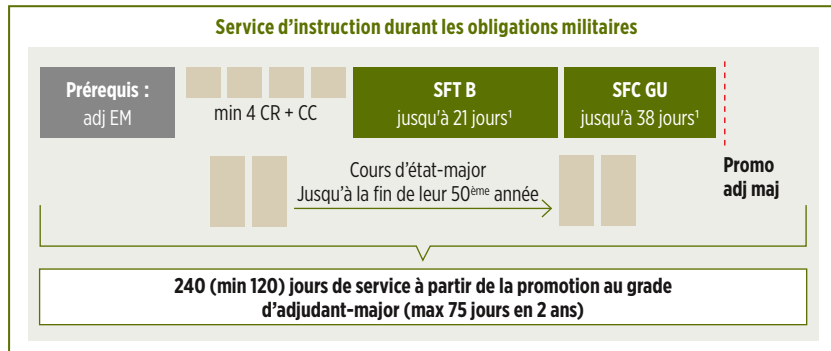 Service d’instruction durant les obligations militaires
Prérequis :
adj EM
min 4 CR + CC
SFT B
jusqu'à 21 jours¹
SFC GU
jusqu'à 38 jours¹
Promo
adj maj
Cours d’état-major
Jusqu’à la fin de leur 50ème année
240 (min 120) jours de service à partir de la promotion au grade
d’adjudant-major (max 75 jours en 2 ans)